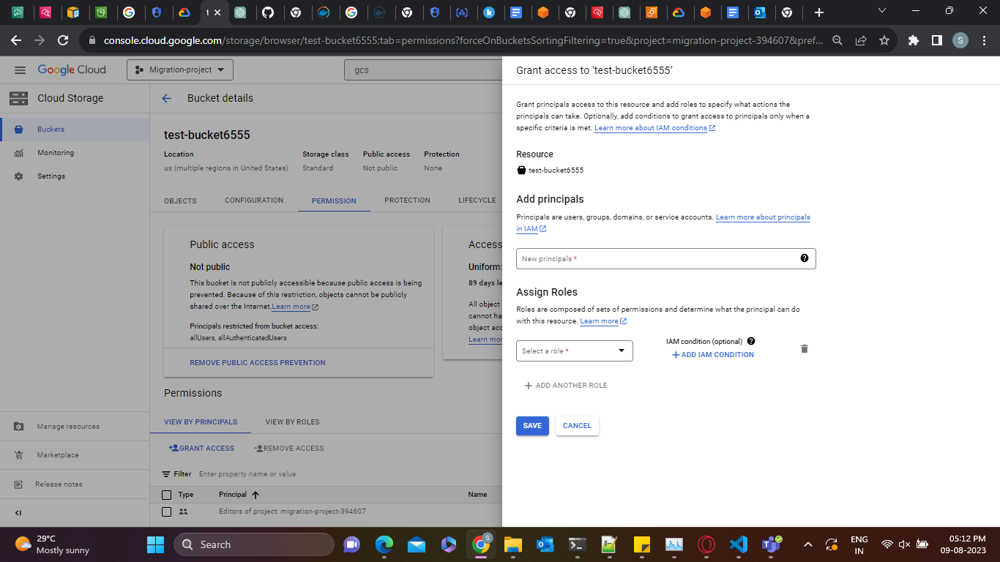 console.cloud.google.com/storage/browser/test-bucket6555;tab=permissions?forceOnBucketsSortingFiltering=true&project=migration-project-394607&pref...
S
Google Cloud
Migration-project
gcs
Cloud Storage
Buckets
Monitoring
Settings
Manage resources
Marketplace
Release notes
Bucket details
test-bucket6555
Location Storage class Public access Protection
us (multiple regions in United States) Standard Not public None
OBJECTS CONFIGURATION PERMISSION PROTECTION LIFECYCLE
Public access
Not public
This bucket is not publicly accessible because public access is being
prevented. Because of this restriction, objects cannot be publicly
shared over the Internet. Learn more
Principals restricted from bucket access:
allUsers, allAuthenticatedUsers
REMOVE PUBLIC ACCESS PREVENTION
Access
Uniform:
89 days le
All object
cannot ha
object acc
Learn mor
Permissions
VIEW BY PRINCIPALS VIEW BY ROLES
GRANT ACCESS REMOVE ACCESS
Filter Enter property name or value
Type Principal Name
Editors of project: migration-project-394607
Grant access to ‘test-bucket6555’
Grant principals access to this resource and add roles to specify what actions the
principals can take. Optionally, add conditions to grant access to principals only when a
specific criteria is met. Learn more about IAM conditions
Resource
test-bucket6555
Add principals
Principals are users, groups, domains, or service accounts. Learn more about principals
in IAM
New principals *
Assign Roles
Roles are composed of sets of permissions and determine what the principal can do
with this resource. Learn more
Select a role *
IAM condition (optional)
ADD IAM CONDITION
ADD ANOTHER ROLE
SAVE CANCEL
29°C
Mostly sunny
Search
S
ENG
IN
05:12 PM
09-08-2023